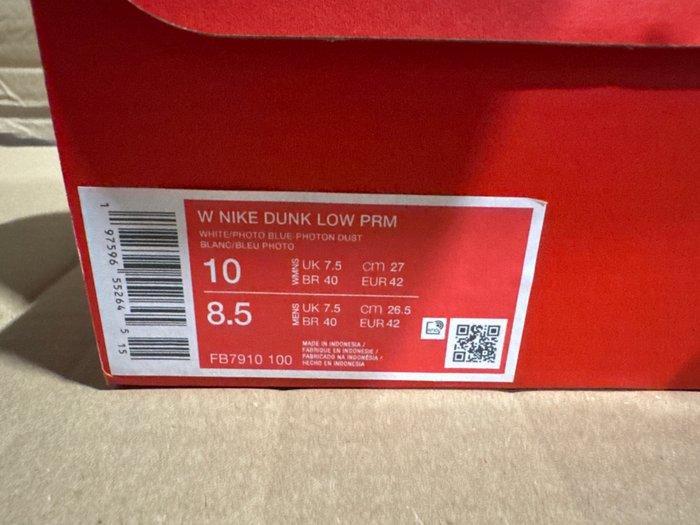 W NIKE DUNK LOW PRM
WHITE/PHOTO BLUE-PHOTON DUST
BLANC/BLEU PHOTO
10 WMNS UK 7.5 cm 27
BR 40 EUR 42
8.5 MENS UK 7.5 cm 26.5
BR 40 EUR 42
FB7910 100
MADE IN INDONESIA /
FABRIQUE EN INDONESIE /
FABRICADO NA INDONÉSIA /
HECHO EN INDONESIA
1 97596 55264 5 15